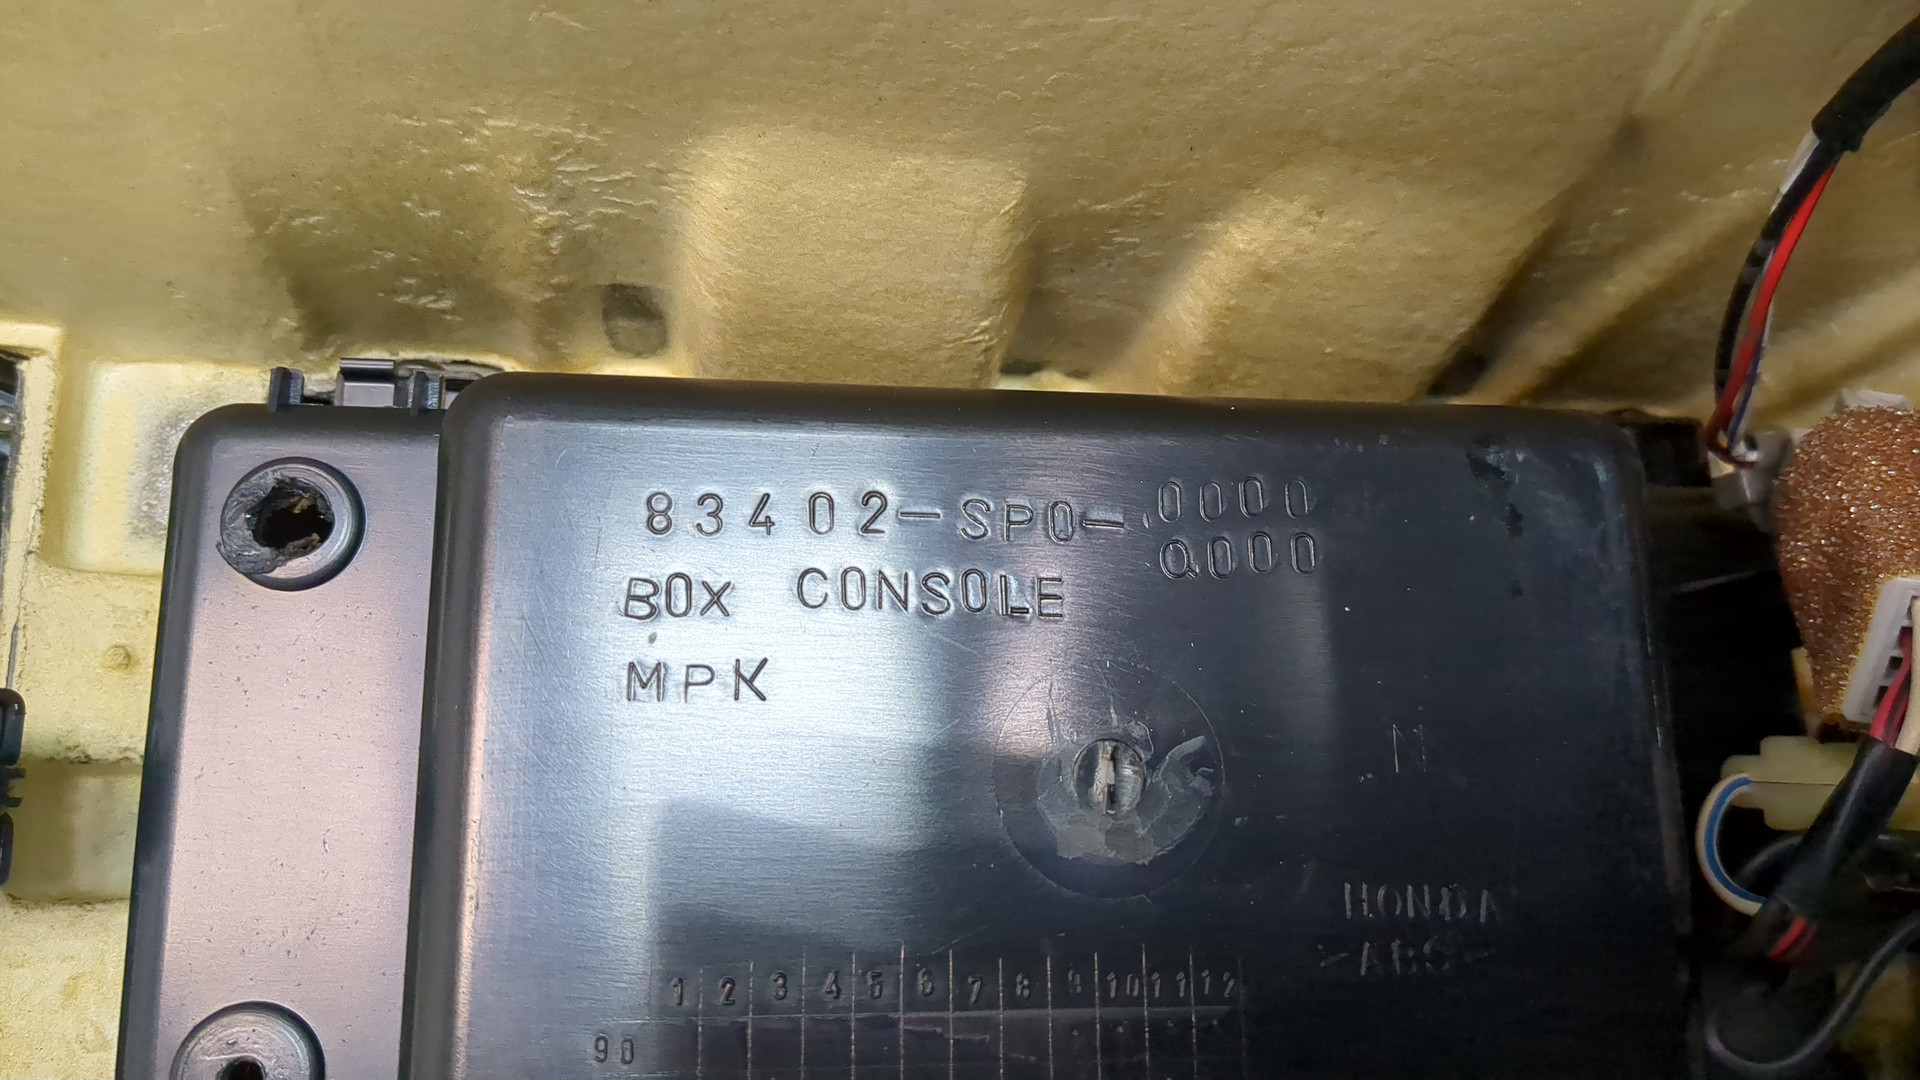 83402-SP0-0000
0000
BOX CONSOLE
MPK
N
HONDA
>ABS<
1 2 3 4 5 6 7 8 9 10 11 12
90